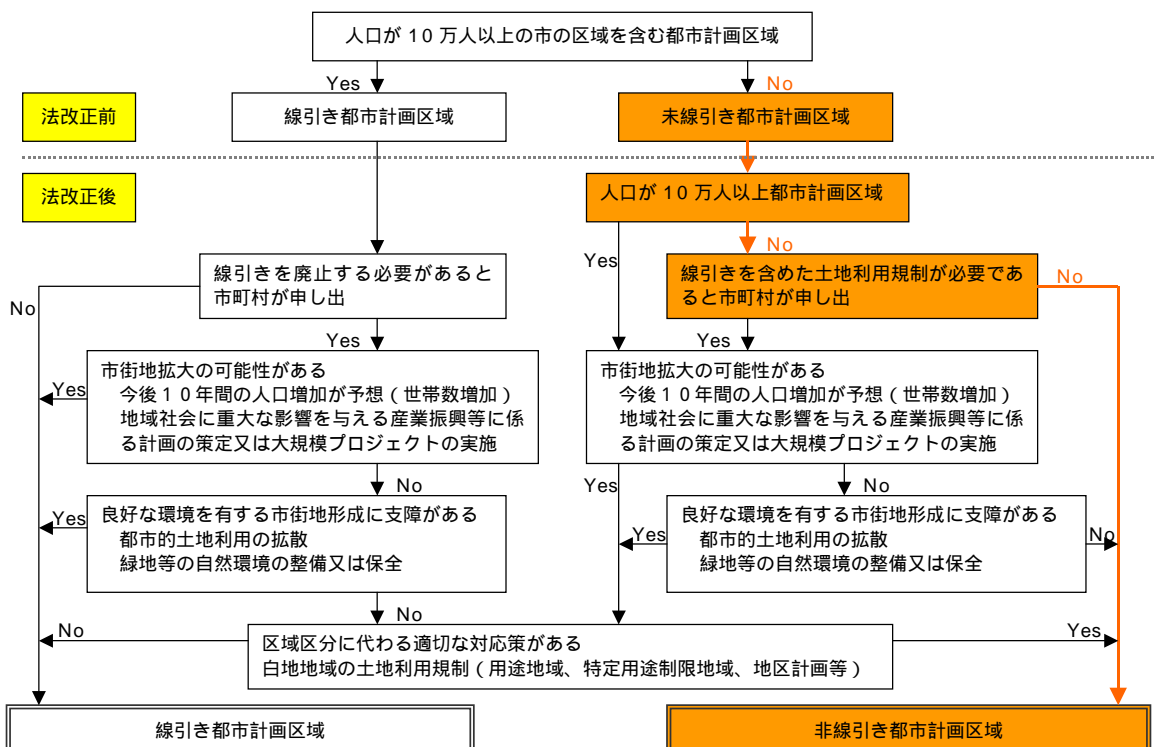 人口が１０万人以上の市の区域を含む都市計画区域
Yes
No
法改正前
線引き都市計画区域
未線引き都市計画区域
法改正後
人口が１０万人以上都市計画区域
Yes
No
線引きを廃止する必要があると
市町村が申し出
線引きを含めた土地利用規制が必要であ
ると市町村が申し出
No
No
Yes
Yes
市街地拡大の可能性がある
今後１０年間の人口増加が予想（世帯数増加）
地域社会に重大な影響を与える産業振興等に係
る計画の策定又は大規模プロジェクトの実施
Yes
市街地拡大の可能性がある
今後１０年間の人口増加が予想（世帯数増加）
地域社会に重大な影響を与える産業振興等に係
る計画の策定又は大規模プロジェクトの実施
No
Yes
No
良好な環境を有する市街地形成に支障がある
都市的土地利用の拡散
緑地等の自然環境の整備又は保全
Yes
良好な環境を有する市街地形成に支障がある
都市的土地利用の拡散
緑地等の自然環境の整備又は保全
Yes
No
No
No
区域区分に代わる適切な対応策がある
白地地域の土地利用規制（用途地域、特定用途制限地域、地区計画等）
Yes
線引き都市計画区域
非線引き都市計画区域